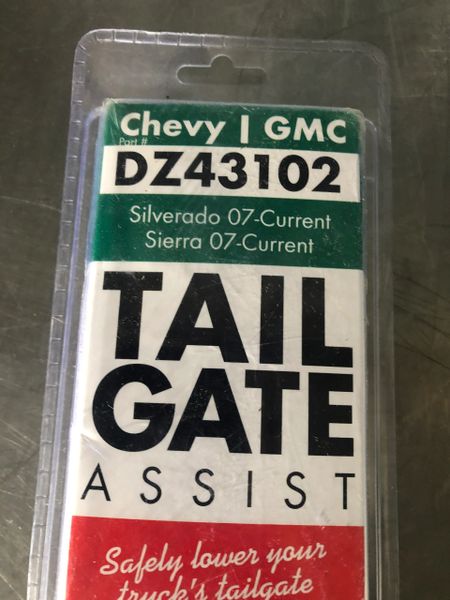 Chevy | GMC
Part #
DZ43102
Silverado 07-Current
Sierra 07-Current
TAIL
GATE
ASSIST
Safely lower your
truck's tailgate